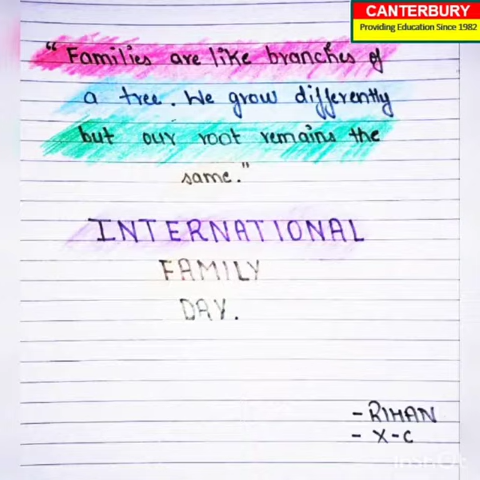 CANTERBURY
Providing Education Since 1982
"Families are like branches of
a tree. We grow differently
but our root remains the
same."
INTERNATIONAL
FAMILY
DAY.
- RIHAN
- X-C